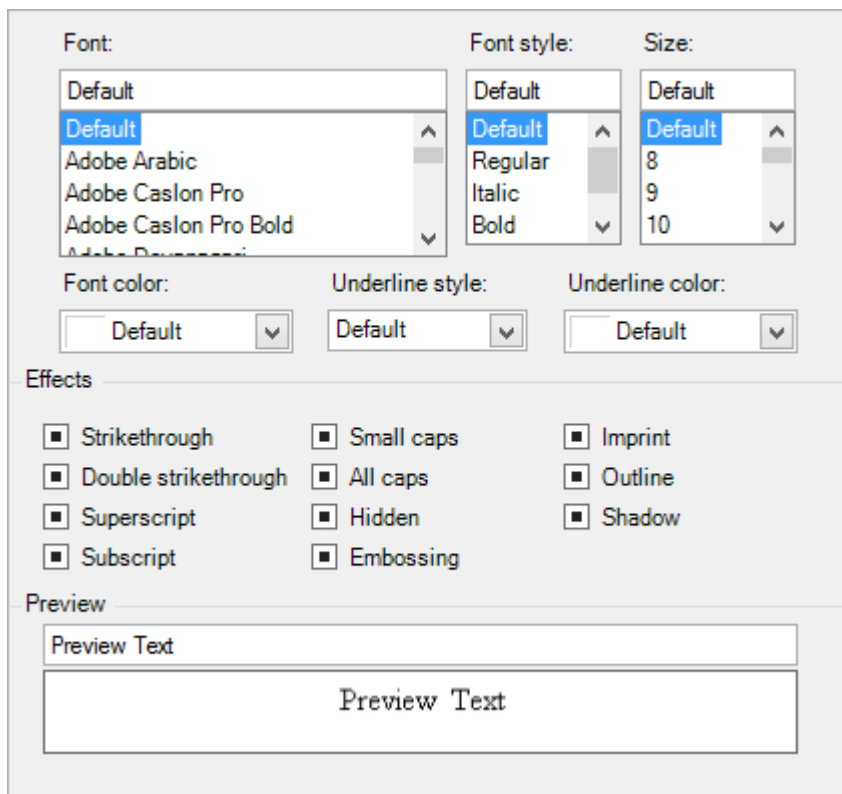 Font: Font style: Size:
Default Default Default
Default Default Default
Adobe Arabic Regular 8
Adobe Caslon Pro Italic 9
Adobe Caslon Pro Bold Bold 10
Adobe Devanagari
Font color: Underline style: Underline color:
Default Default Default
Effects
Strikethrough Small caps Imprint
Double strikethrough All caps Outline
Superscript Hidden Shadow
Subscript Embossing
Preview
Preview Text
Preview Text